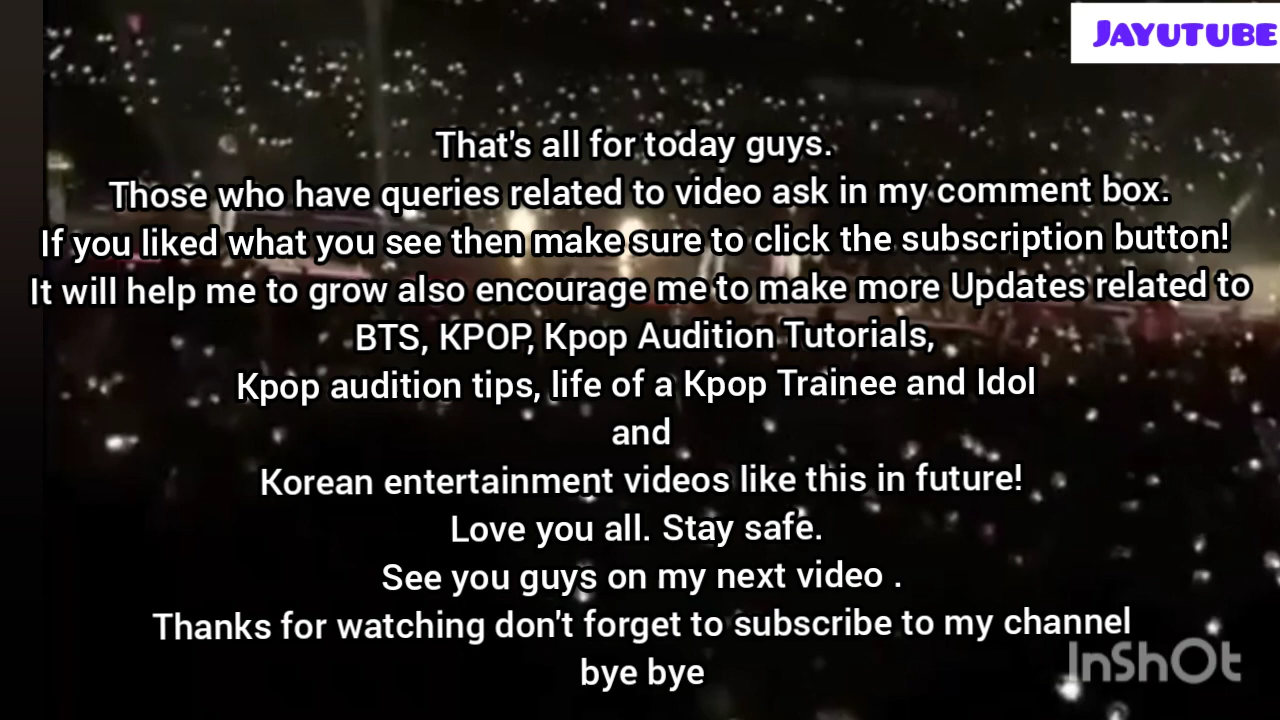 JAYUTUBE
That's all for today guys.
Those who have queries related to video ask in my comment box.
If you liked what you see then make sure to click the subscription button!
It will help me to grow also encourage me to make more Updates related to
BTS, KPOP, Kpop Audition Tutorials,
Kpop audition tips, life of a Kpop Trainee and Idol
and
Korean entertainment videos like this in future!
Love you all. Stay safe.
See you guys on my next video .
Thanks for watching don't forget to subscribe to my channel
bye bye
InShOt